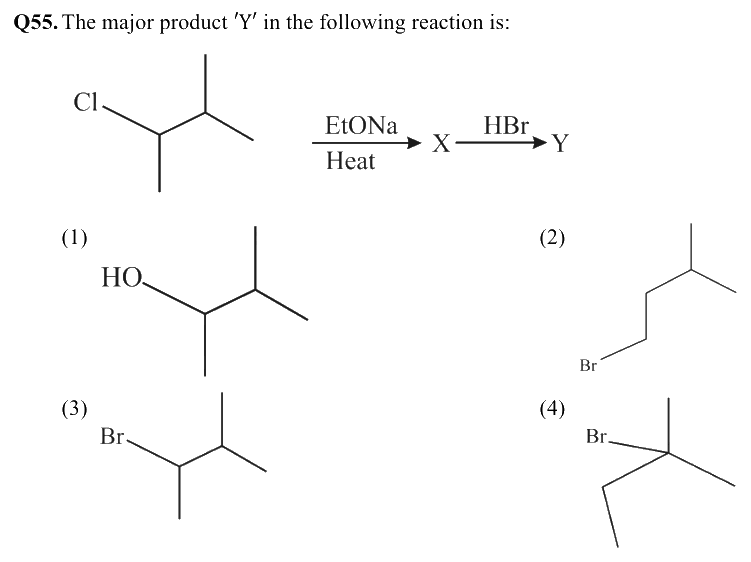 Q55. The major product 'Y' in the following reaction is:
Cl
EtONa
Heat
X
HBr
Y
(1)
HO
(2)
Br
(3)
Br
(4)
Br